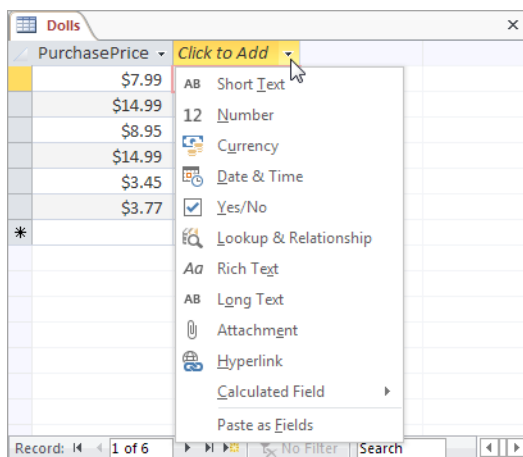 Dolls
PurchasePrice Click to Add
$7.99
$14.99
$8.95
$14.99
$3.45
$3.77
AB Short Text
12 Number
Currency
Date & Time
Yes/No
Lookup & Relationship
Aa Rich Text
AB Long Text
Attachment
Hyperlink
Calculated Field
Paste as Fields
Record: 1 of 6 No Filter Search